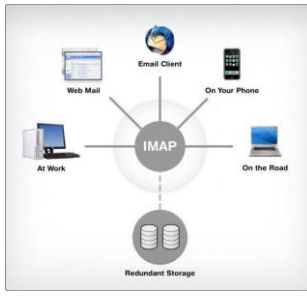 Email Client
Web Mail
On Your Phone
IMAP
At Work
On the Road
Redundant Storage